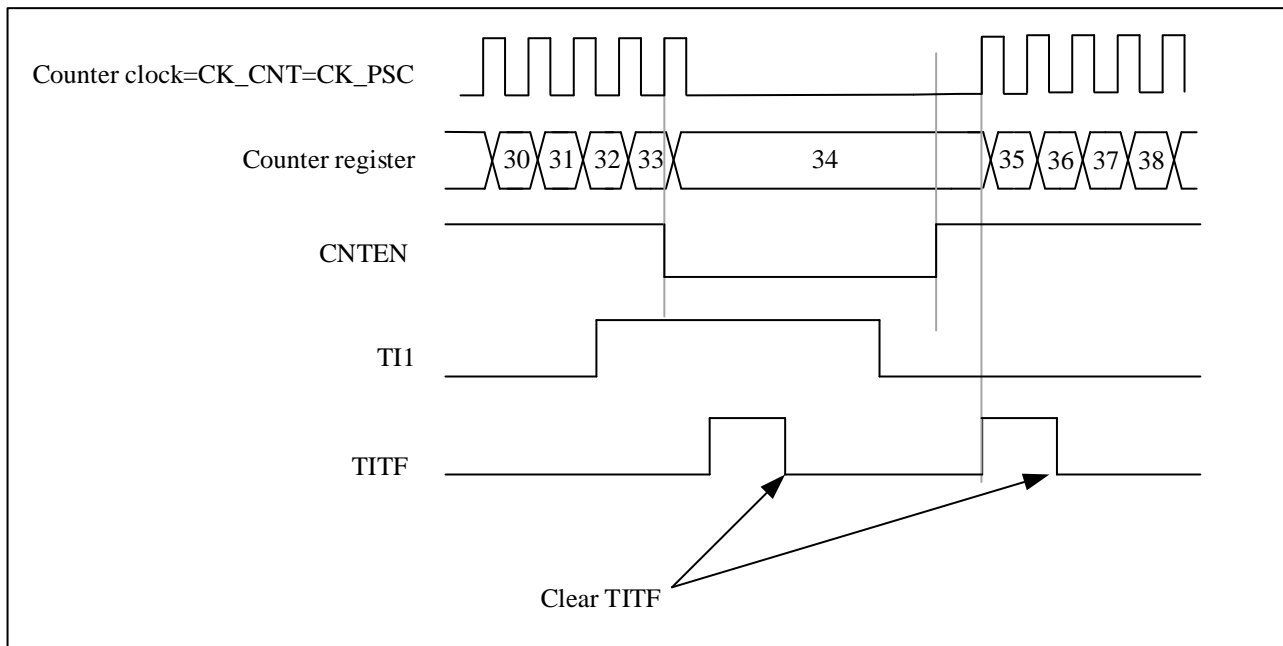 Counter clock=CK_CNT=CK_PSC
Counter register
30 31 32 33 34 35 36 37 38
CNTEN
TI1
TITF
Clear TITF